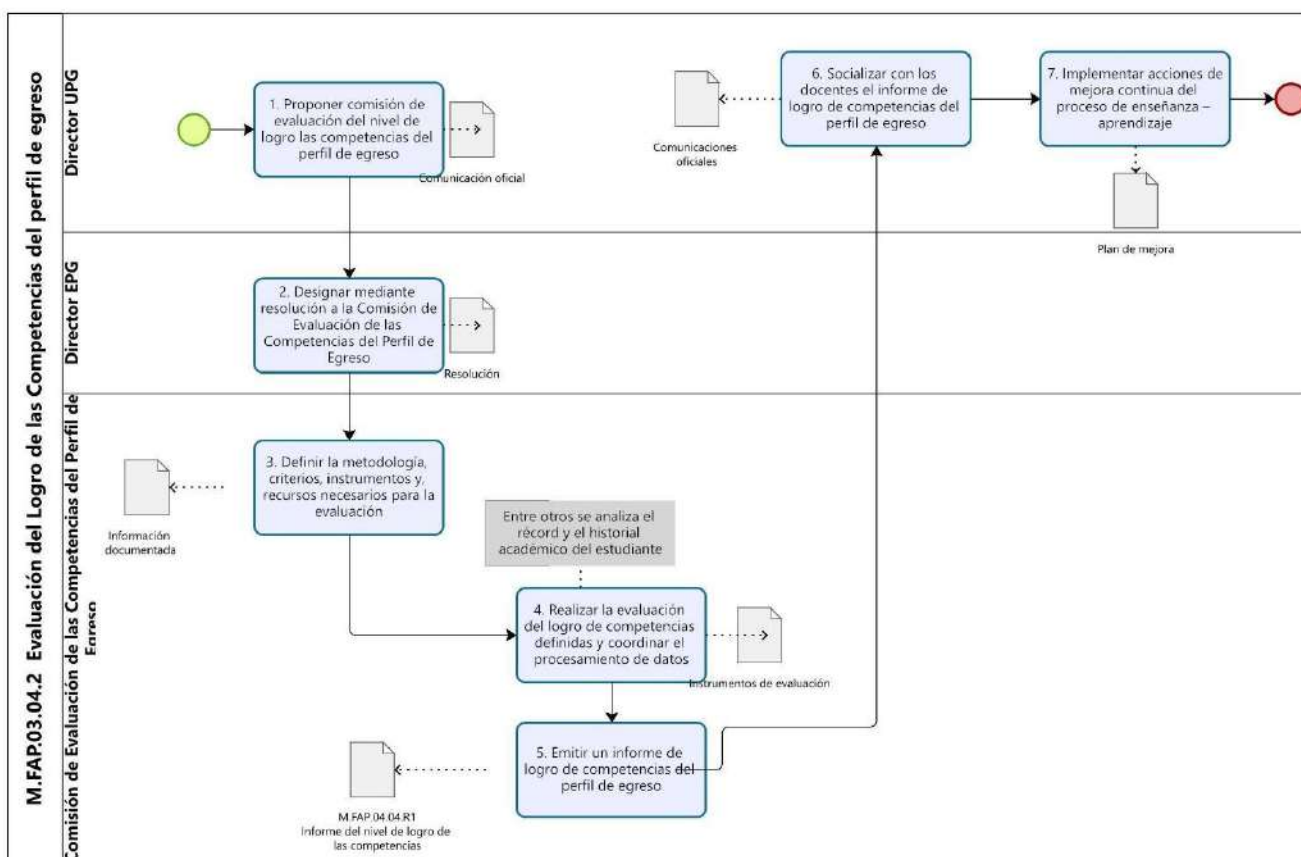 M.FAP.03.04.2 Evaluación del Logro de las Competencias del perfil de egreso
Director UPG
1. Proponer comisión de
evaluación del nivel de
logro las competencias del
perfil de egreso
Comunicación oficial
6. Socializar con los
docentes el informe de
logro de competencias del
perfil de egreso
Comunicaciones
oficiales
7. Implementar acciones de
mejora continua del
proceso de enseñanza –
aprendizaje
Plan de mejora
Director EPG
2. Designar mediante
resolución a la Comisión de
Evaluación de las
Competencias del Perfil de
Egreso
Resolución
Comisión de Evaluación de las Competencias del Perfil de
Egreso
3. Definir la metodología,
criterios, instrumentos y,
recursos necesarios para la
evaluación
Información
documentada
Entre otros se analiza el
récord y el historial
académico del estudiante
4. Realizar la evaluación
del logro de competencias
definidas y coordinar el
procesamiento de datos
Instrumentos de evaluación
5. Emitir un informe de
logro de competencias del
perfil de egreso
M.FAP.04.04.R1
Informe del nivel de logro de
las competencias